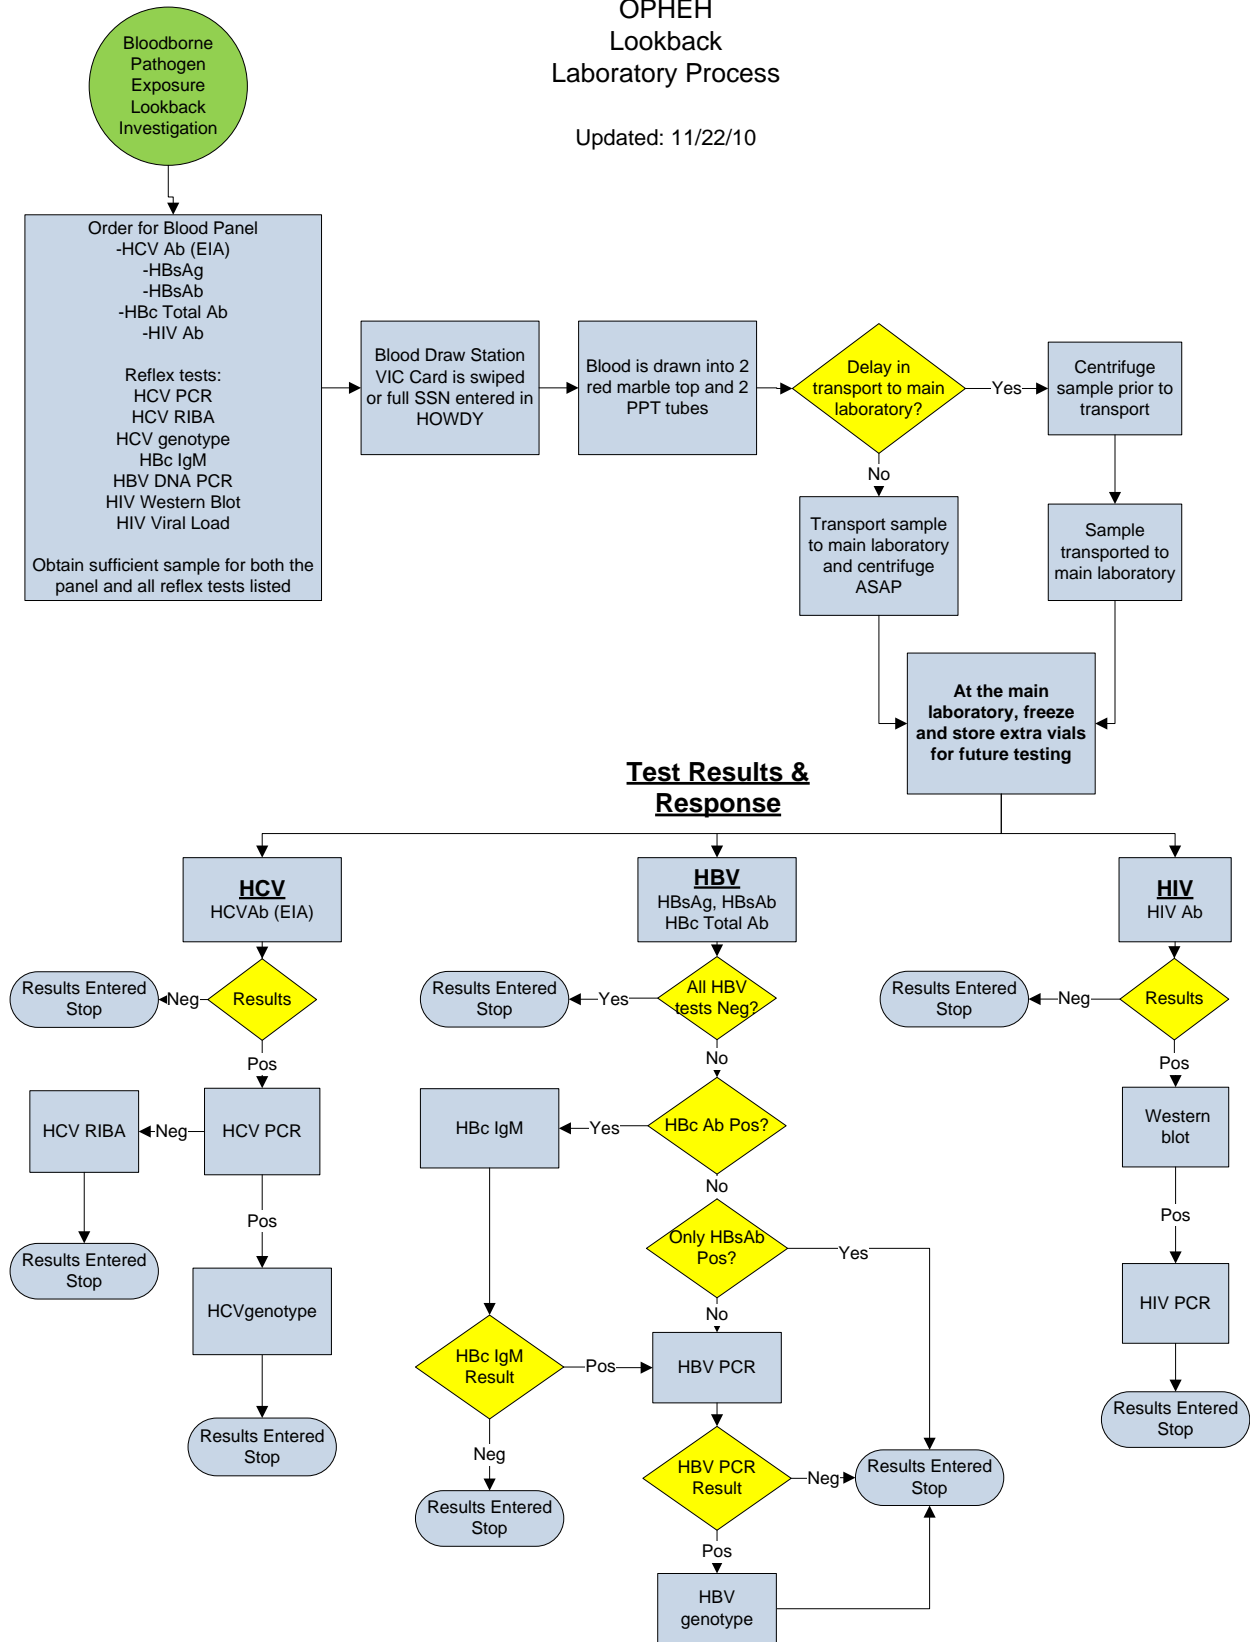 OPHEH
Lookback
Laboratory Process
Updated: 11/22/10
Bloodborne
Pathogen
Exposure
Lookback
Investigation
Order for Blood Panel
-HCV Ab (EIA)
-HBsAg
-HBsAb
-HBc Total Ab
-HIV Ab
Reflex tests:
HCV PCR
HCV RIBA
HCV genotype
HBc IgM
HBV DNA PCR
HIV Western Blot
HIV Viral Load
Obtain sufficient sample for both the
panel and all reflex tests listed
Blood Draw Station
VIC Card is swiped
or full SSN entered in
HOWDY
Blood is drawn into 2
red marble top and 2
PPT tubes
Delay in
transport to main
laboratory?
Yes
Centrifuge
sample prior to
transport
No
Transport sample
to main laboratory
and centrifuge
ASAP
Sample
transported to
main laboratory
At the main
laboratory, freeze
and store extra vials
for future testing
Test Results &
Response
HCV
HCVAb (EIA)
Results
Neg
Results Entered
Stop
Pos
HCV PCR
Neg
HCV RIBA
Results Entered
Stop
Pos
HCVgenotype
Results Entered
Stop
HBV
HBsAg, HBsAb
HBc Total Ab
All HBV
tests Neg?
Yes
Results Entered
Stop
No
HBc Ab Pos?
Yes
HBc IgM
No
Only HBsAb
Pos?
Yes
No
HBc IgM
Result
Pos
HBV PCR
Neg
Results Entered
Stop
HBV PCR
Result
Neg
Results Entered
Stop
Pos
HBV
genotype
HIV
HIV Ab
Results
Neg
Results Entered
Stop
Pos
Western
blot
Pos
HIV PCR
Results Entered
Stop